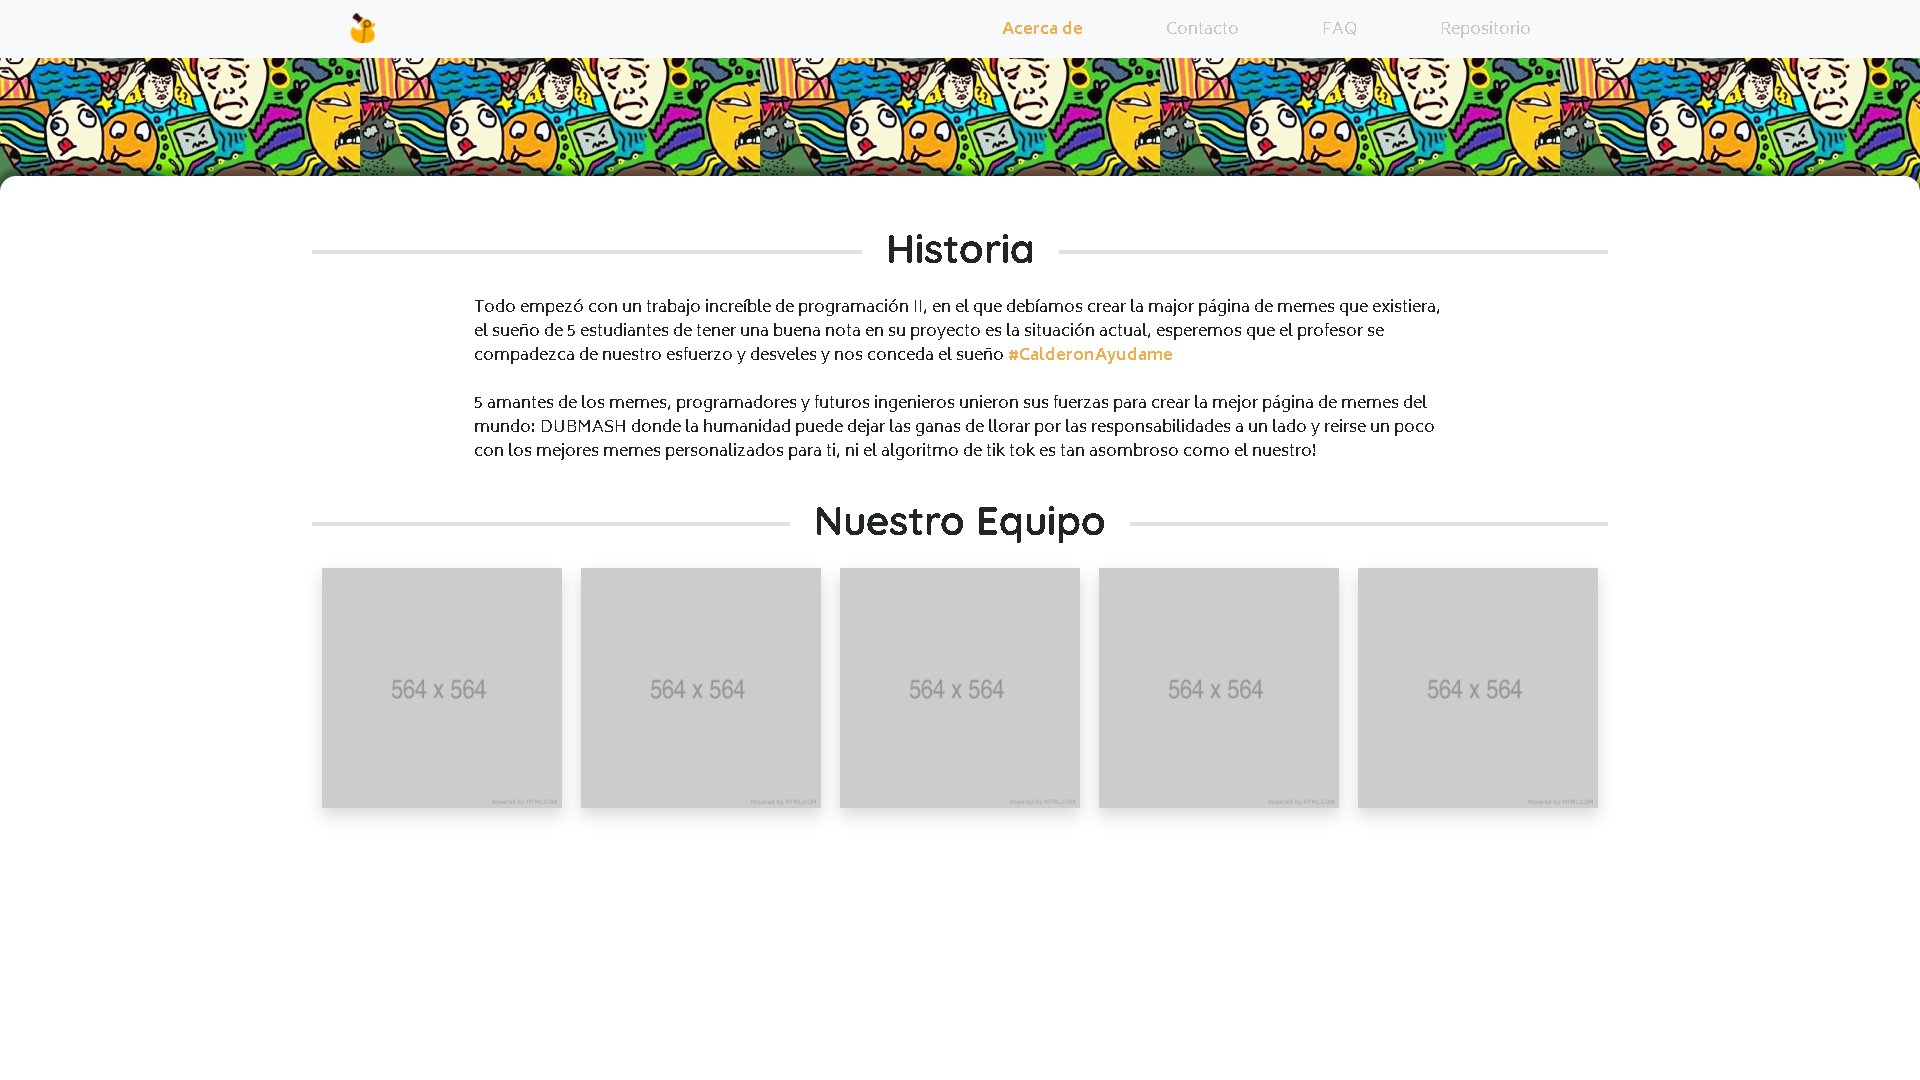 Acerca de
Contacto
FAQ
Repositorio
Historia
Todo empezó con un trabajo increíble de programación II, en el que debíamos crear la major página de memes que existiera,
el sueño de 5 estudiantes de tener una buena nota en su proyecto es la situación actual, esperemos que el profesor se
compadezca de nuestro esfuerzo y desveles y nos conceda el sueño #CalderonAyudame
5 amantes de los memes, programadores y futuros ingenieros unieron sus fuerzas para crear la mejor página de memes del
mundo: DUBMASH donde la humanidad puede dejar las ganas de llorar por las responsabilidades a un lado y reirse un poco
con los mejores memes personalizados para ti, ni el algoritmo de tik tok es tan asombroso como el nuestro!
Nuestro Equipo
564 x 564
Powered by HTML.COM
564 x 564
Powered by HTML.COM
564 x 564
Powered by HTML.COM
564 x 564
Powered by HTML.COM
564 x 564
Powered by HTML.COM